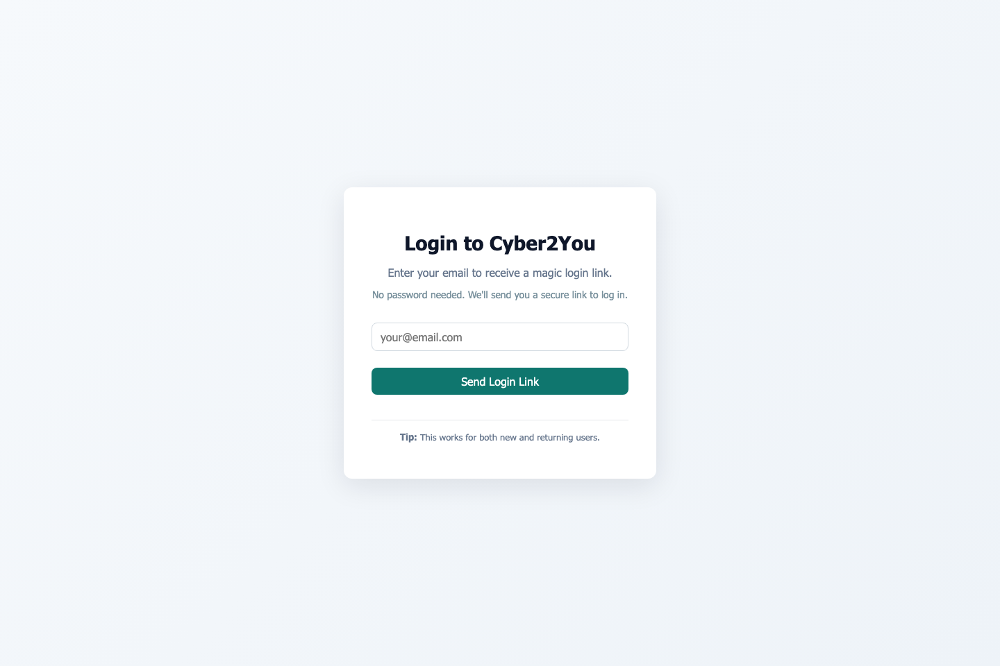 Login to Cyber2You
Enter your email to receive a magic login link.
No password needed. We'll send you a secure link to log in.
your@email.com
Send Login Link
Tip: This works for both new and returning users.